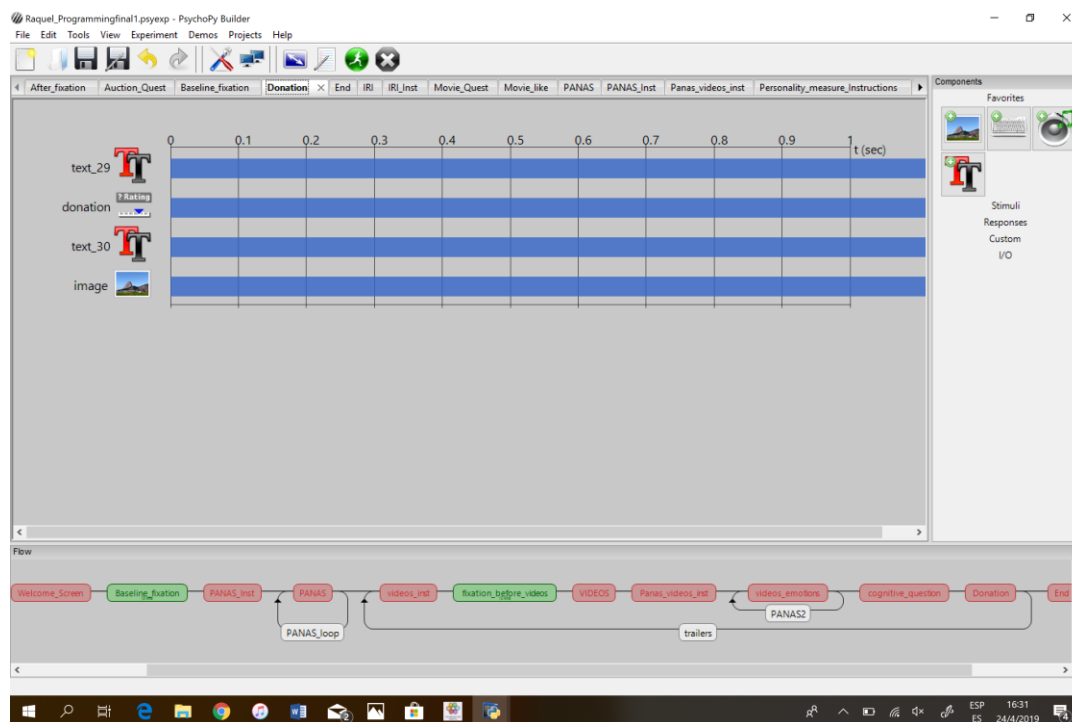 Raquel_Programmingfinal1.psyexp - PsychoPy Builder
File Edit Tools View Experiment Demos Projects Help
After_fixation Auction_Quest Baseline_fixation Donation × End IRI IRI_Inst Movie_Quest Movie_like PANAS PANAS_Inst Panas_videos_inst Personality_measure_Instructions
Components
Favorites
0 0.1 0.2 0.3 0.4 0.5 0.6 0.7 0.8 0.9 1
t (sec)
text_29
? Rating
donation
text_30
image
Stimuli
Responses
Custom
I/O
Flow
Welcome_Screen Baseline_fixation PANAS_Inst PANAS videos_inst fixation_before_videos VIDEOS Panas_videos_inst videos_emotions cognitive_question Donation End
PANAS2
PANAS_loop trailers
ESP 16:31
ES 24/4/2019